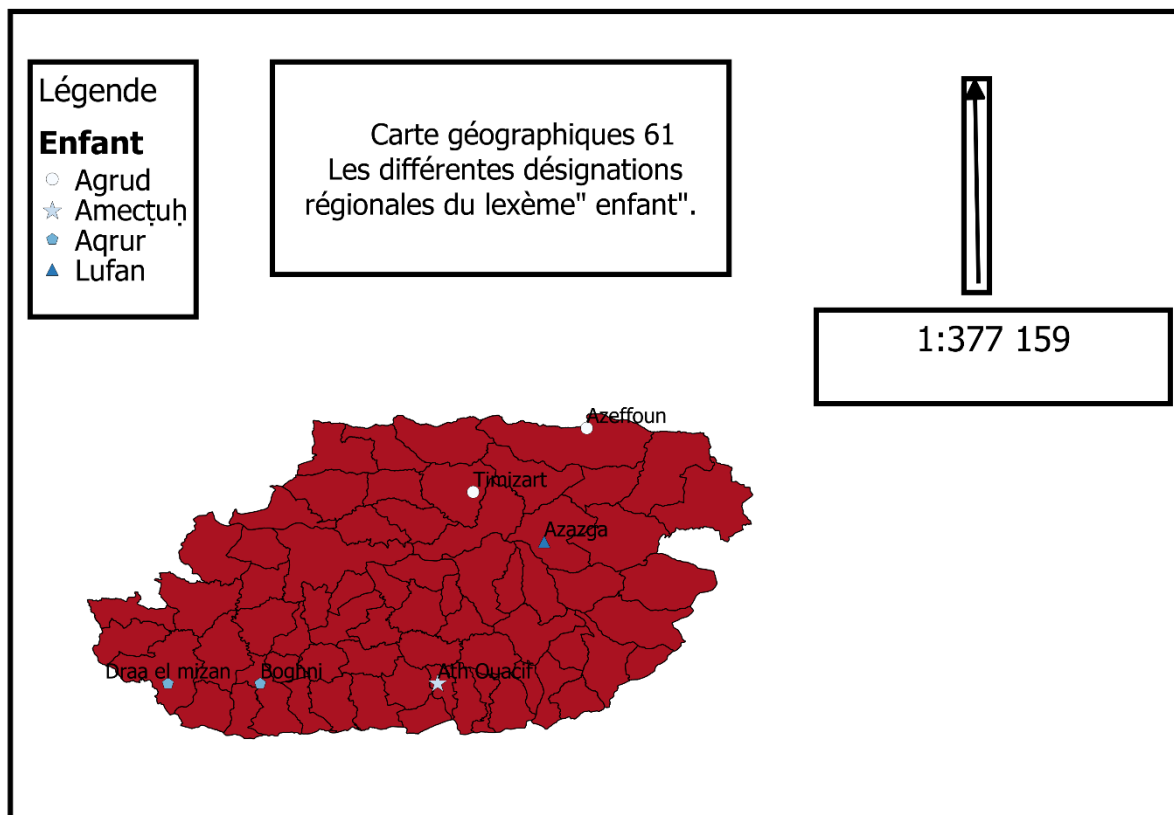 Légende
Enfant
Agrud
Amecṭuḥ
Aqrur
Lufan
Carte géographiques 61
Les différentes désignations
régionales du lexème" enfant".
1:377 159
Azeffoun
Timizart
Azazga
Draa el mizan
Boghni
Ath Ouacif